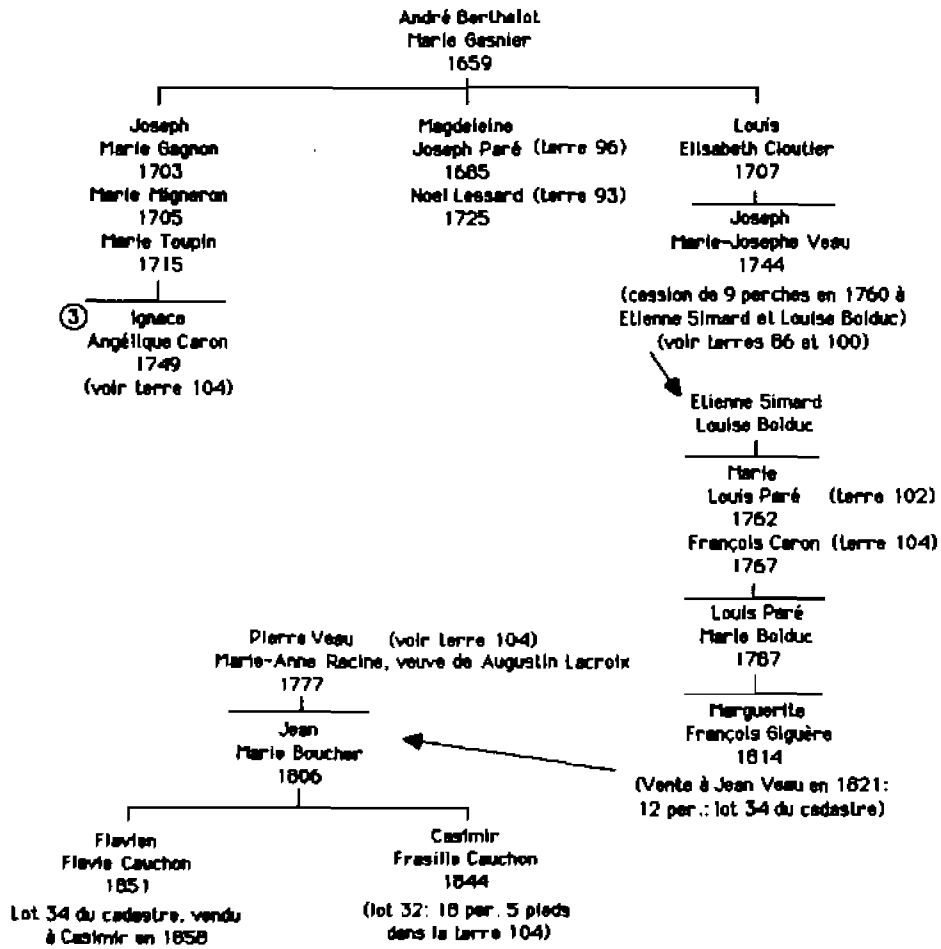 André Berthelot
Marie Gasnier
1659
Joseph
Marie Gagnon
1703
Marie Migneron
1705
Marie Toupin
1715
③ Ignace
Angélique Caron
1749
(voir terre 104)
Magdeleine
Joseph Paré (terre 96)
1685
Noel Lessard (terre 93)
1725
Louis
Elisabeth Cloutier
1707
Joseph
Marie-Josephe Veau
1744
(cession de 9 perches en 1760 à
Etienne Simard et Louise Bolduc)
(voir terres 86 et 100)
Etienne Simard
Louise Bolduc
Marie
Louis Paré (terre 102)
1762
François Caron (terre 104)
1767
Louis Paré
Marie Bolduc
1787
Marguerite
François Giguère
1814
(Vente à Jean Veau en 1821:
12 per.: lot 34 du cadastre)
Pierre Veau (voir terre 104)
Marie-Anne Racine, veuve de Augustin Lacroix
1777
Jean
Marie Boucher
1806
Flavien
Flavie Cauchon
1851
Lot 34 du cadastre, vendu
à Casimir en 1858
Casimir
Frasille Cauchon
1844
(lot 32: 18 per. 5 pieds
dans la terre 104)